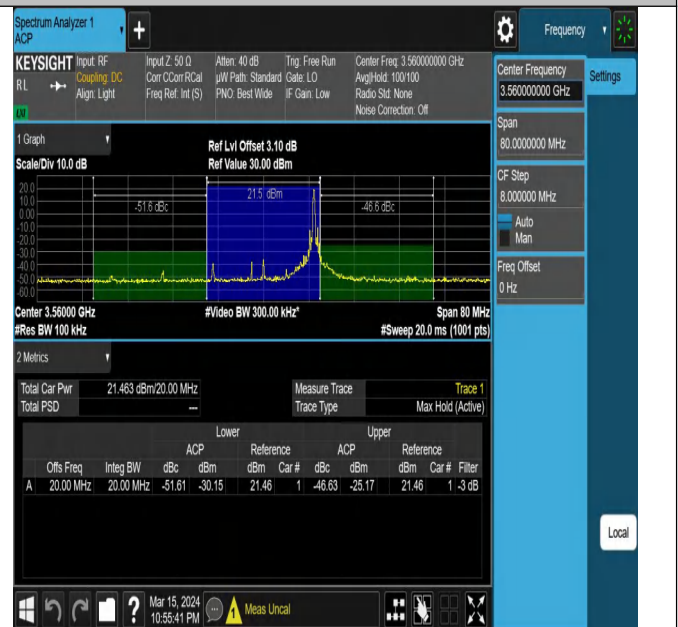 Spectrum Analyzer 1
ACP
Frequency
KEYSIGHT Input: RF Input Z: 50 Ω Atten: 40 dB Trig: Free Run Center Freq: 3.560000000 GHz
RL Coupling: DC Corr CCorr RCal µW Path: Standard Gate: LO Avg|Hold: 100/100
Align: Light Freq Ref: Int (S) PNO: Best Wide IF Gain: Low Radio Std: None
Noise Correction: Off
LXI
Center Frequency
3.560000000 GHz
Settings
Span
80.0000000 MHz
CF Step
8.000000 MHz
Auto
Man
Freq Offset
0 Hz
Local
1 Graph
Ref Lvl Offset 3.10 dB
Scale/Div 10.0 dB Ref Value 30.00 dBm
20.0
10.0
0.00
-10.0
-20.0
-30.0
-40.0
-50.0
-60.0
-51.6 dBc 21.5 dBm -46.6 dBc
Center 3.56000 GHz #Video BW 300.00 kHz* Span 80 MHz
#Res BW 100 kHz #Sweep 20.0 ms (1001 pts)
2 Metrics
Total Car Pwr 21.463 dBm/20.00 MHz Measure Trace Trace 1
Total PSD --- Trace Type Max Hold (Active)
Lower Upper
ACP Reference ACP Reference
Offs Freq Integ BW dBc dBm dBm Car # dBc dBm dBm Car # Filter
A 20.00 MHz 20.00 MHz -51.61 -30.15 21.46 1 -46.63 -25.17 21.46 1 -3 dB
? Mar 15, 2024
10:55:41 PM
1 Meas Uncal